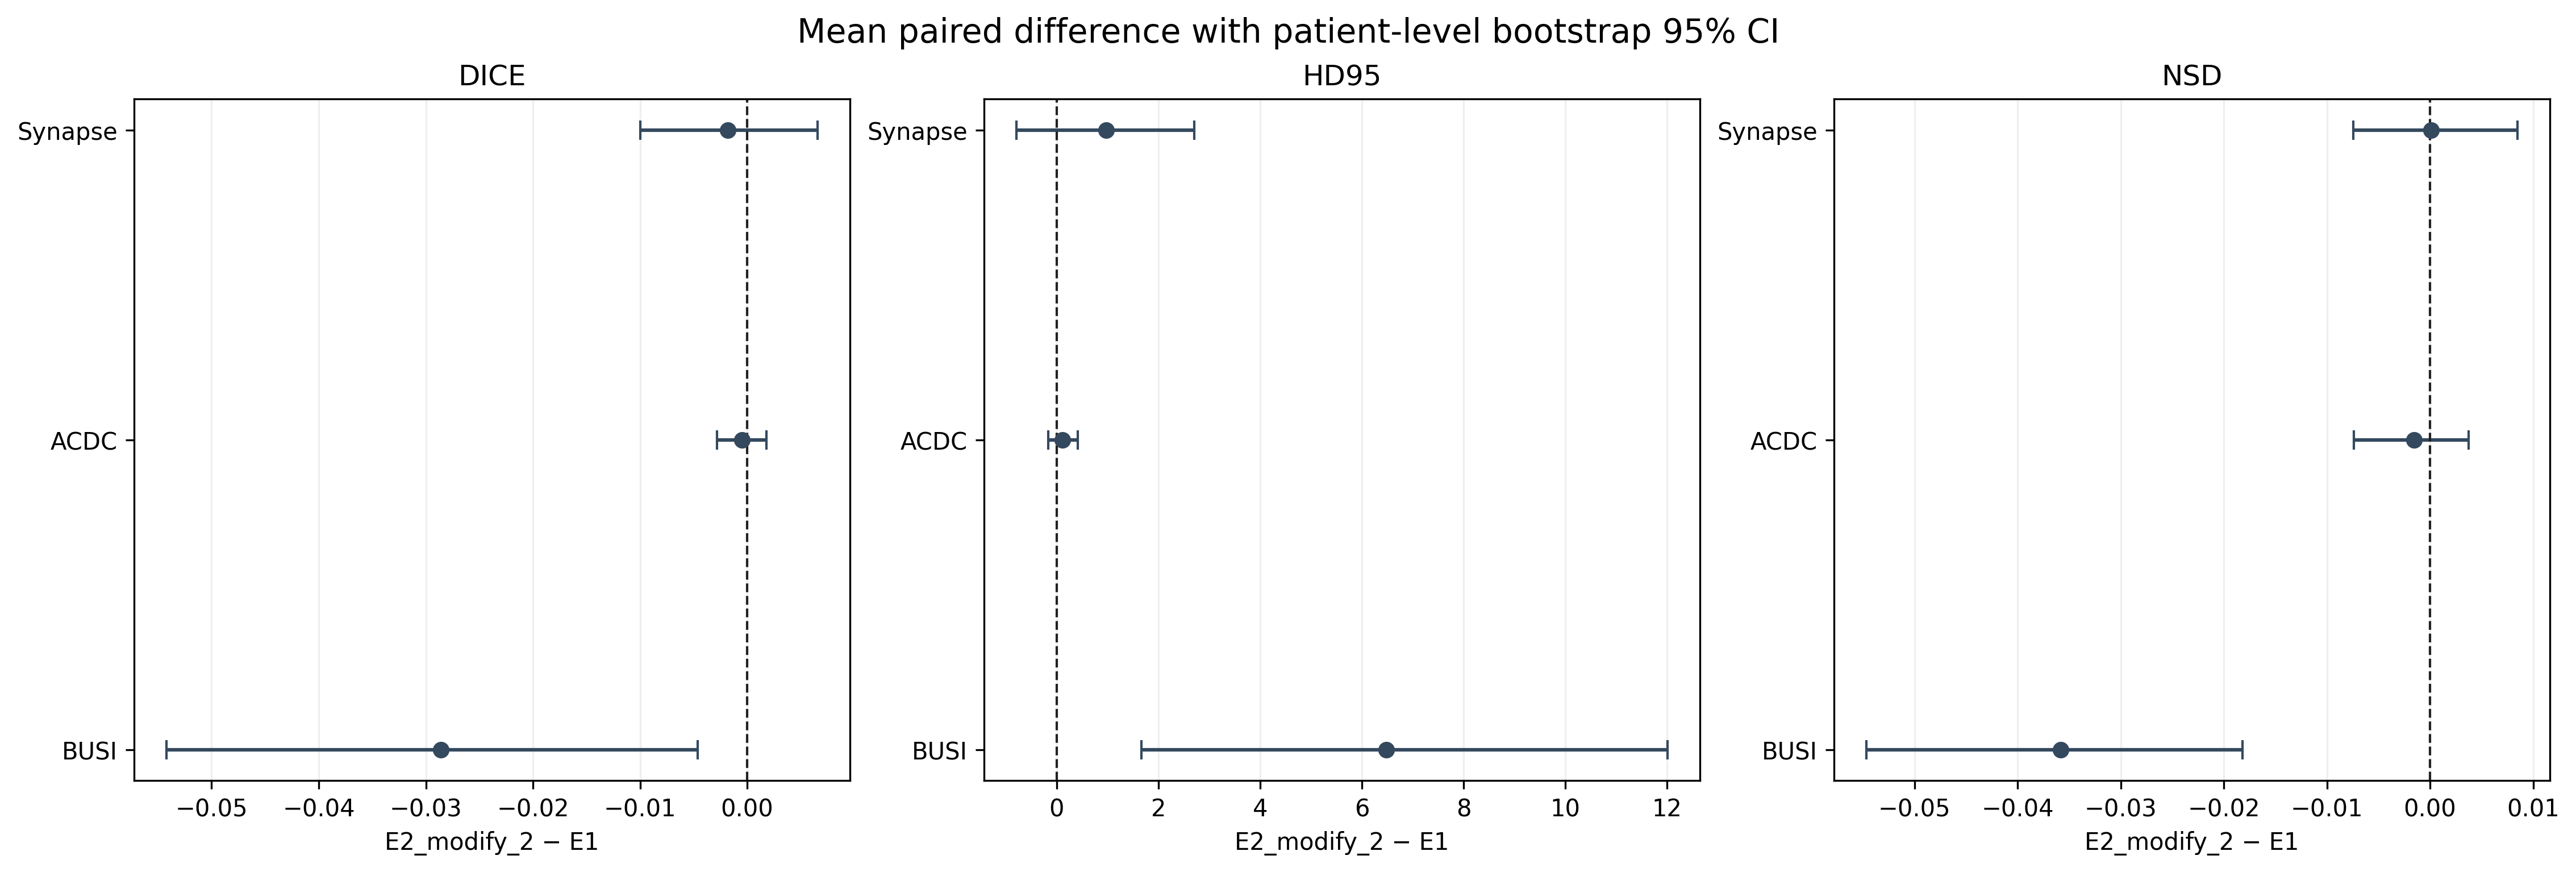 Mean paired difference with patient-level bootstrap 95% CI
DICE
Synapse
ACDC
BUSI
−0.05 −0.04 −0.03 −0.02 −0.01 0.00
E2_modify_2 − E1
HD95
Synapse
ACDC
BUSI
0 2 4 6 8 10 12
E2_modify_2 − E1
NSD
Synapse
ACDC
BUSI
−0.05 −0.04 −0.03 −0.02 −0.01 0.00 0.01
E2_modify_2 − E1